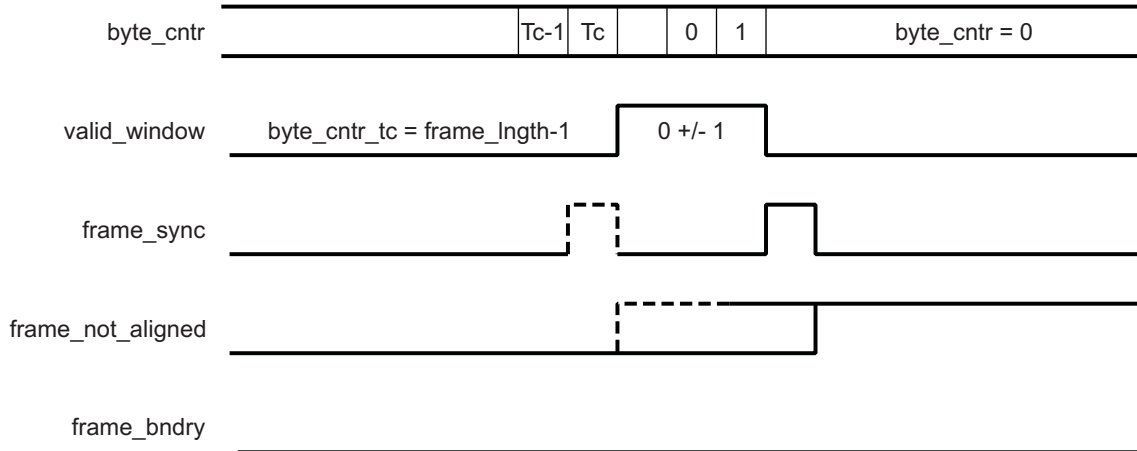 byte_cntr Tc-1 Tc 0 1 byte_cntr = 0
valid_window byte_cntr_tc = frame_lngth-1 0 +/- 1
frame_sync
frame_not_aligned
frame_bndry